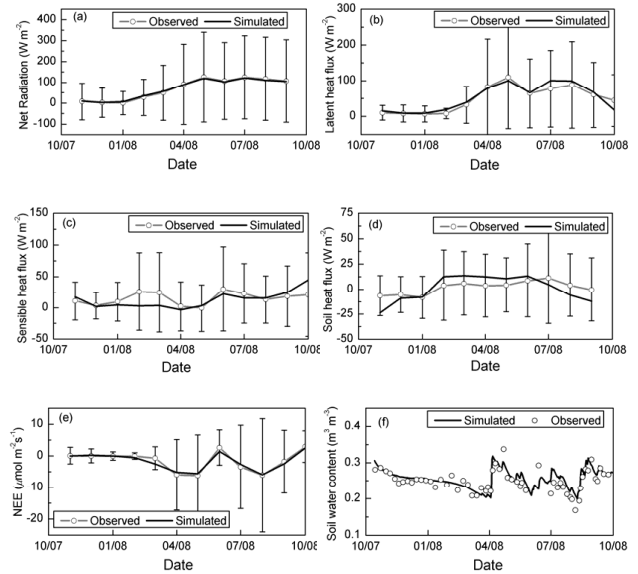 (a)
Observed Simulated
Net Radiation (W m-2)
400
300
200
100
0
-100
10/07 01/08 04/08 07/08 10/08
Date
(b)
Observed Simulated
Latent heat flux (W m-2)
300
200
100
0
10/07 01/08 04/08 07/08 10/08
Date
(c)
Observed Simulated
Sensible heat flux (W m-2)
150
100
50
0
-50
10/07 01/08 04/08 07/08 10/08
Date
(d)
Observed Simulated
Soil heat flux (W m-2)
75
50
25
0
-25
-50
10/07 01/08 04/08 07/08 10/08
Date
(e)
Observed Simulated
NEE (μmol m-2s-1)
10
0
-10
-20
10/07 01/08 04/08 07/08 10/08
Date
(f)
Simulated Observed
Soil water content (m3 m-3)
0.4
0.3
0.2
0.1
10/07 01/08 04/08 07/08 10/08
Date